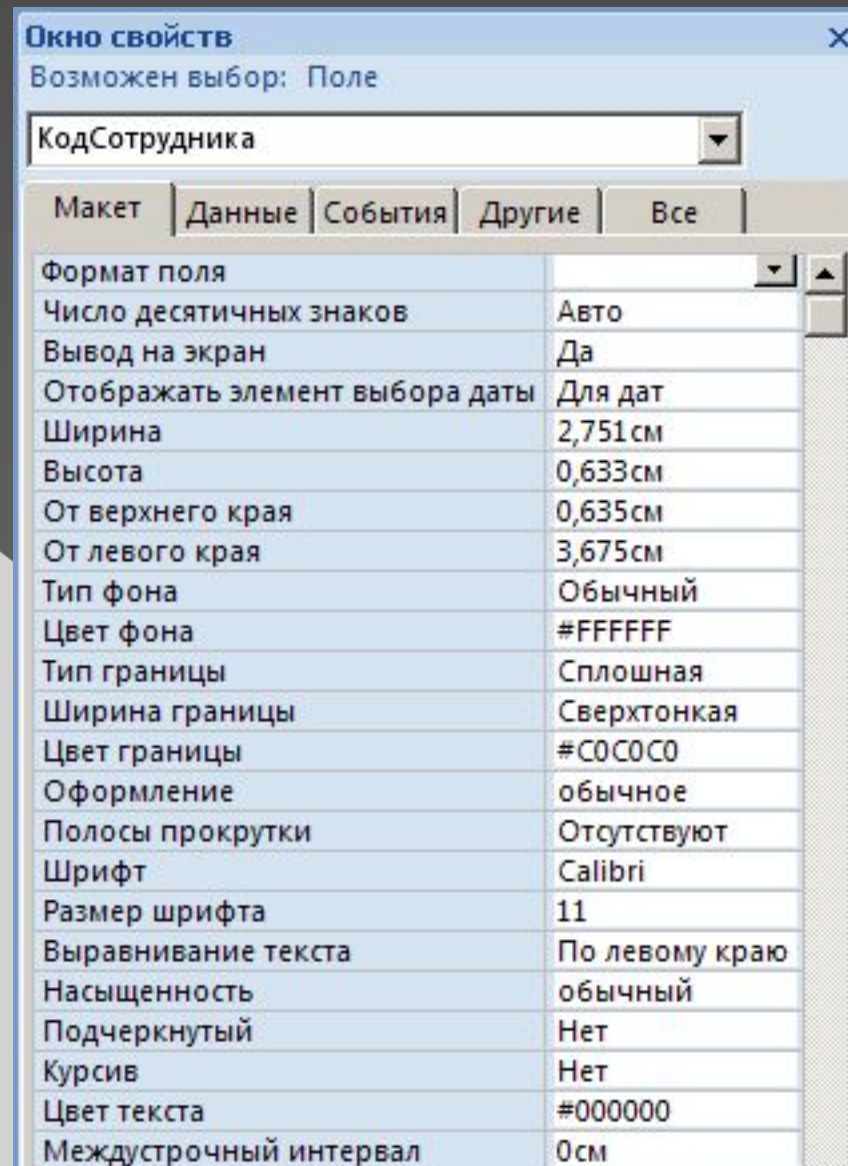 Окно свойств
Возможен выбор: Поле
КодСотрудника
Макет Данные События Другие Все
Формат поля
Число десятичных знаков Авто
Вывод на экран Да
Отображать элемент выбора даты Для дат
Ширина 2,751см
Высота 0,633см
От верхнего края 0,635см
От левого края 3,675см
Тип фона Обычный
Цвет фона #FFFFFF
Тип границы Сплошная
Ширина границы Сверхтонкая
Цвет границы #C0C0C0
Оформление обычное
Полосы прокрутки Отсутствуют
Шрифт Calibri
Размер шрифта 11
Выравнивание текста По левому краю
Насыщенность обычный
Подчеркнутый Нет
Курсив Нет
Цвет текста #000000
Междустрочный интервал 0см